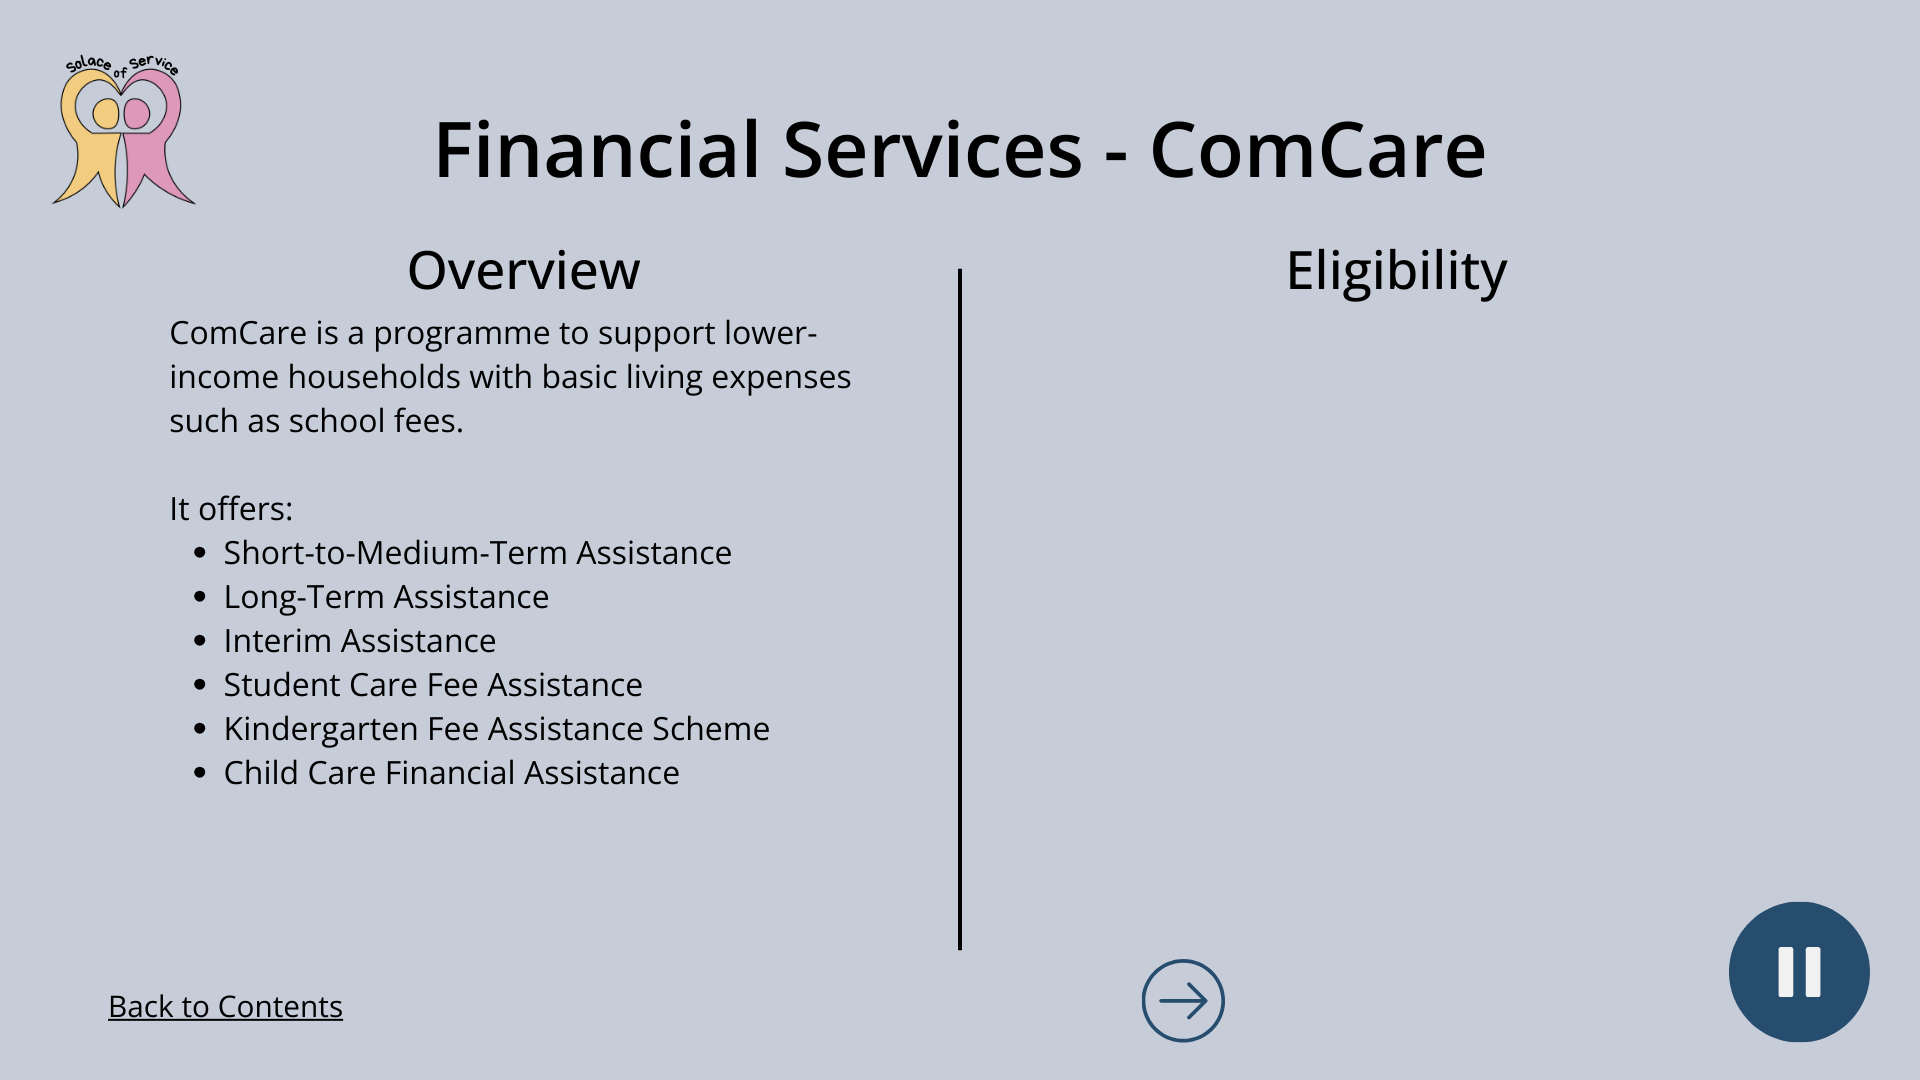 Solace of Service
Financial Services - ComCare
Overview
ComCare is a programme to support lower-
income households with basic living expenses
such as school fees.
It offers:
• Short-to-Medium-Term Assistance
• Long-Term Assistance
• Interim Assistance
• Student Care Fee Assistance
• Kindergarten Fee Assistance Scheme
• Child Care Financial Assistance
Eligibility
Back to Contents